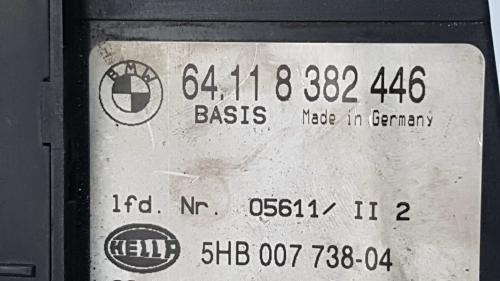 BMW 64.11 8 382 446
BASIS Made in Germany
lfd. Nr. 05611/ II 2
HELLA 5HB 007 738-04